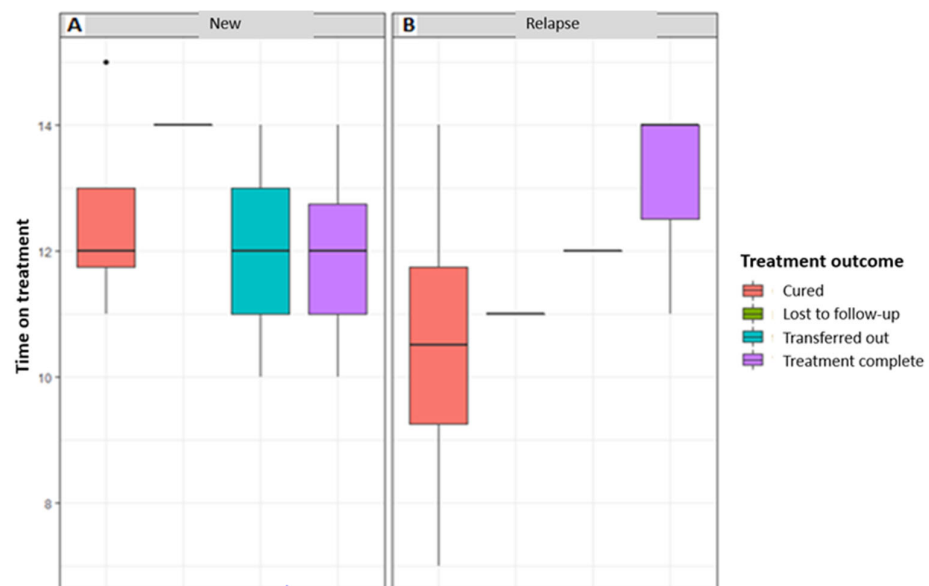 A New
B Relapse
Time on treatment
14
12
10
8
Treatment outcome
Cured
Lost to follow-up
Transferred out
Treatment complete